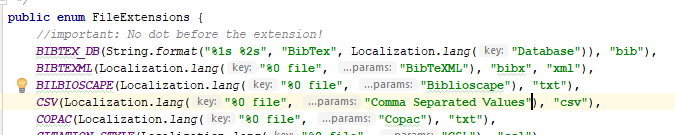 public enum FileExtensions {
//important: No dot before the extension!
BIBTEX_DB(String.format("%1s %2s", "BibTex", Localization.lang( key: "Database")), "bib"),
BIBTEXML(Localization.lang( key: "%0 file", ...params: "BibTeXML"), "bibx", "xml"),
BILBIOSCAPE(Localization.lang( key: "%0 file", ...params: "Biblioscape"), "txt"),
CSV(Localization.lang( key: "%0 file", ...params: "Comma Separated Values"), "csv"),
COPAC(Localization.lang( key: "%0 file", ...params: "Copac"), "txt"),